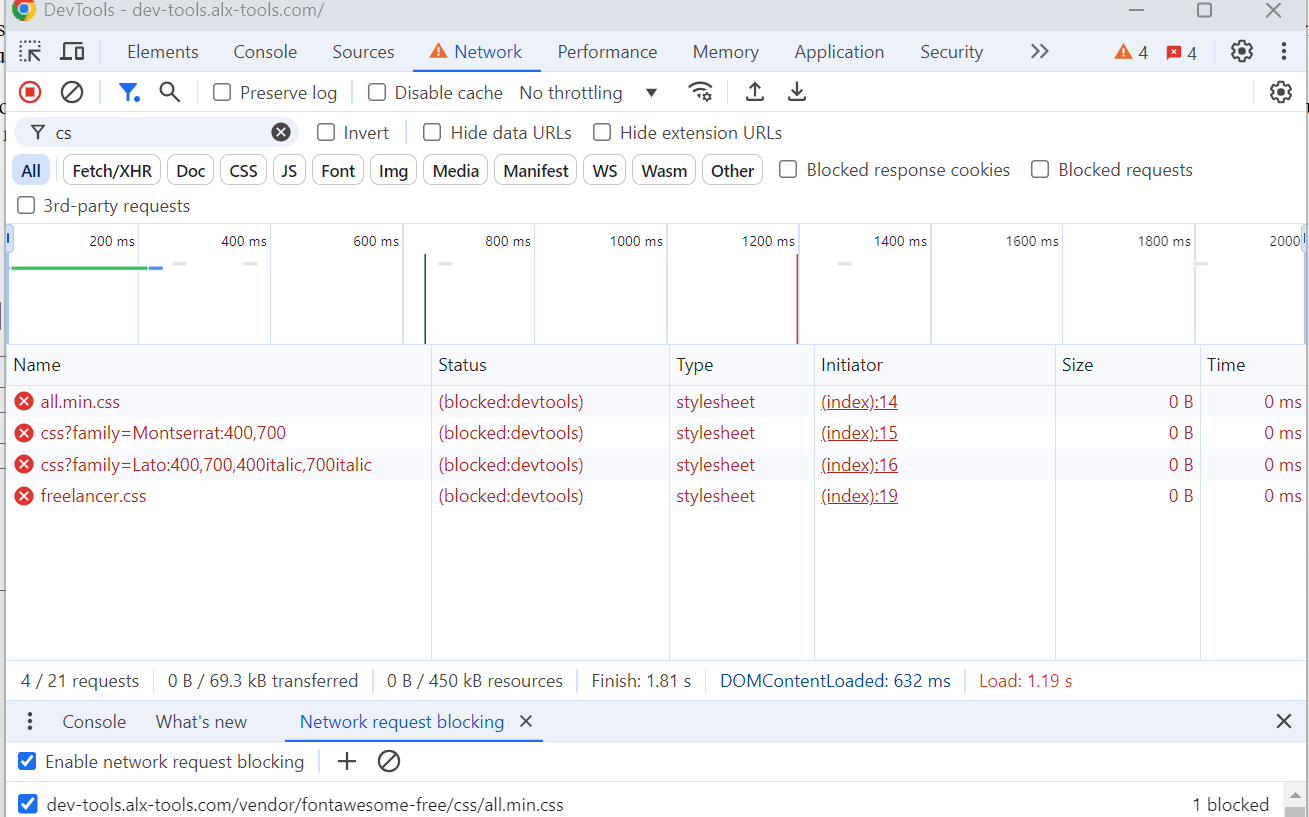 DevTools - dev-tools.alx-tools.com/
Elements Console Sources Network Performance Memory Application Security 4 4
Preserve log Disable cache No throttling
cs Invert Hide data URLs Hide extension URLs
All Fetch/XHR Doc CSS JS Font Img Media Manifest WS Wasm Other Blocked response cookies Blocked requests
3rd-party requests
200 ms 400 ms 600 ms 800 ms 1000 ms 1200 ms 1400 ms 1600 ms 1800 ms 2000
Name Status Type Initiator Size Time
all.min.css (blocked:devtools) stylesheet (index):14 0 B 0 ms
css?family=Montserrat:400,700 (blocked:devtools) stylesheet (index):15 0 B 0 ms
css?family=Lato:400,700,400italic,700italic (blocked:devtools) stylesheet (index):16 0 B 0 ms
freelancer.css (blocked:devtools) stylesheet (index):19 0 B 0 ms
4 / 21 requests 0 B / 69.3 kB transferred 0 B / 450 kB resources Finish: 1.81 s DOMContentLoaded: 632 ms Load: 1.19 s
Console What's new Network request blocking
Enable network request blocking
dev-tools.alx-tools.com/vendor/fontawesome-free/css/all.min.css 1 blocked